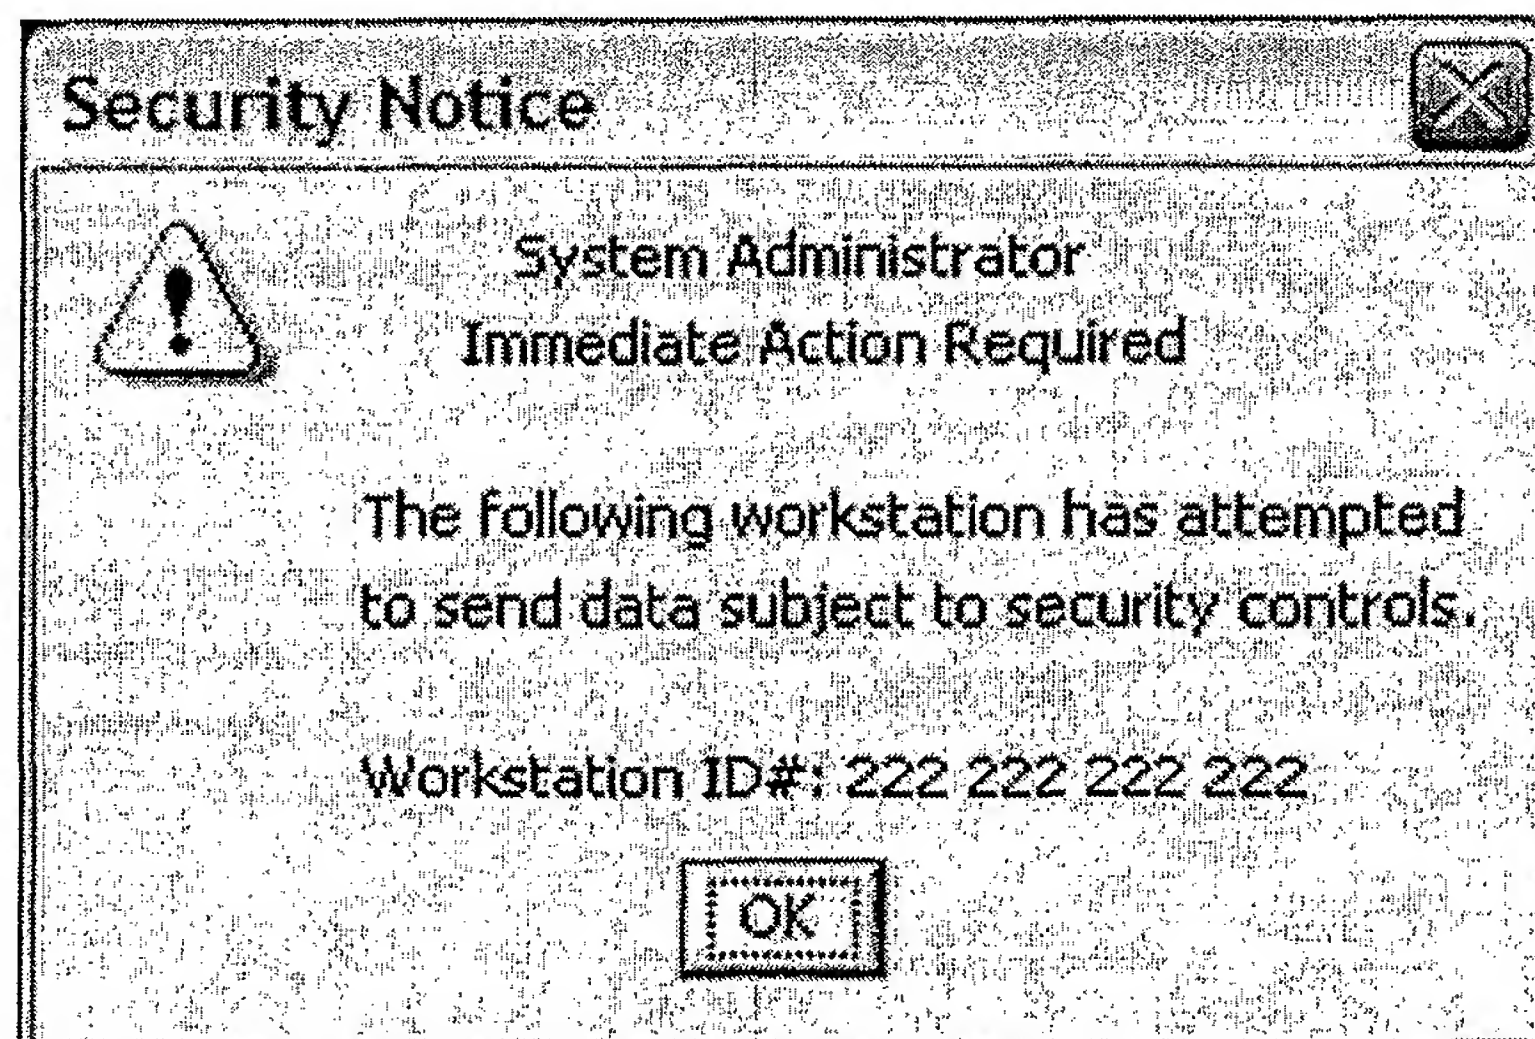 Security Notice
System Administrator
Immediate Action Required
The following workstation has attempted
to send data subject to security controls.
Workstation ID#: 222 222 222 222
OK